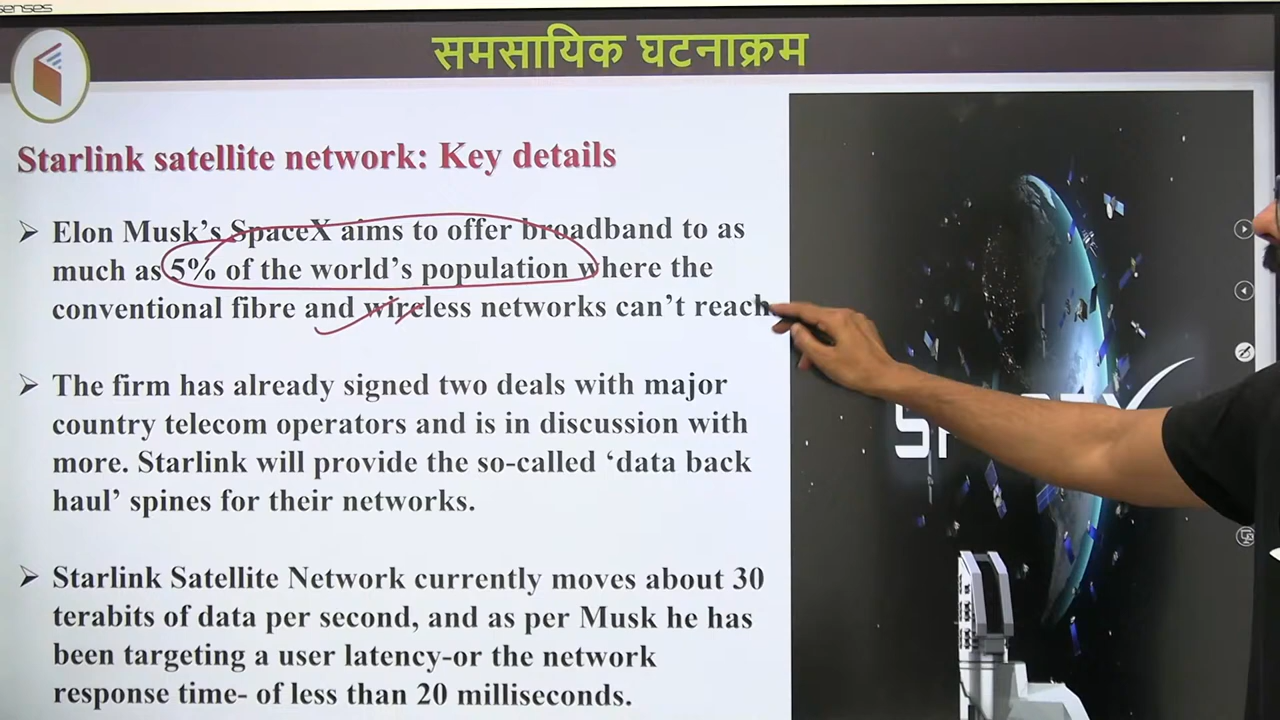 senses
समसायिक घटनाक्रम
Starlink satellite network: Key details
➤ Elon Musk's SpaceX aims to offer broadband to as
much as 5% of the world's population where the
conventional fibre and wireless networks can't reach.
➤ The firm has already signed two deals with major
country telecom operators and is in discussion with
more. Starlink will provide the so-called 'data back
haul' spines for their networks.
➤ Starlink Satellite Network currently moves about 30
terabits of data per second, and as per Musk he has
been targeting a user latency-or the network
response time- of less than 20 milliseconds.